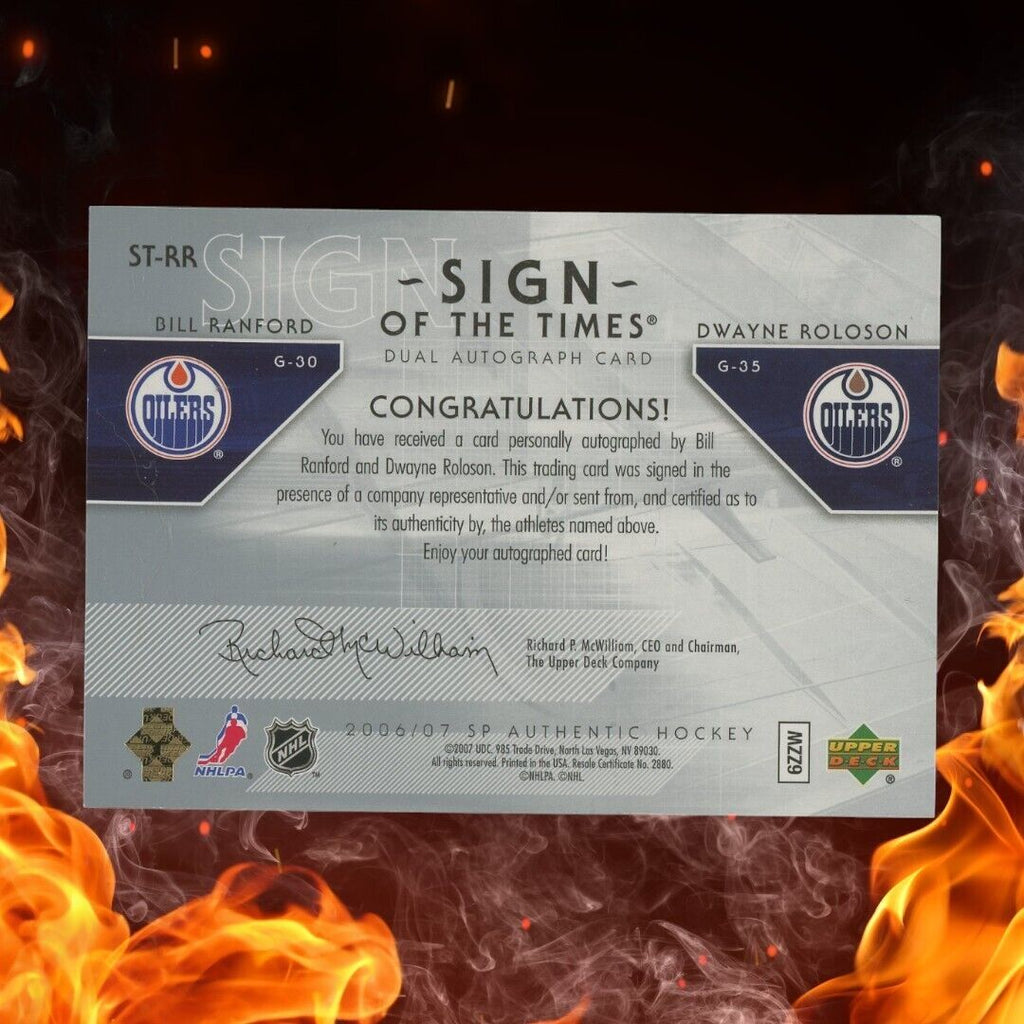 ST-RR
SIGN
~SIGN~
OF THE TIMES®
DUAL AUTOGRAPH CARD
BILL RANFORD
G-30
OILERS
®
DWAYNE ROLOSON
G-35
OILERS
®
CONGRATULATIONS!
You have received a card personally autographed by Bill
Ranford and Dwayne Roloson. This trading card was signed in the
presence of a company representative and/or sent from, and certified as to
its authenticity by, the athletes named above.
Enjoy your autographed card!
Richard McWilliam
Richard P. McWilliam, CEO and Chairman,
The Upper Deck Company
®
NHLPA®
NHL
™
2006/07 SP AUTHENTIC HOCKEY
©2007 UDC. 985 Trade Drive, North Las Vegas, NV 89030.
All rights reserved. Printed in the USA. Resale Certificate No. 2880.
©NHLPA. ©NHL.
6ZZW
UPPER
DECK
®